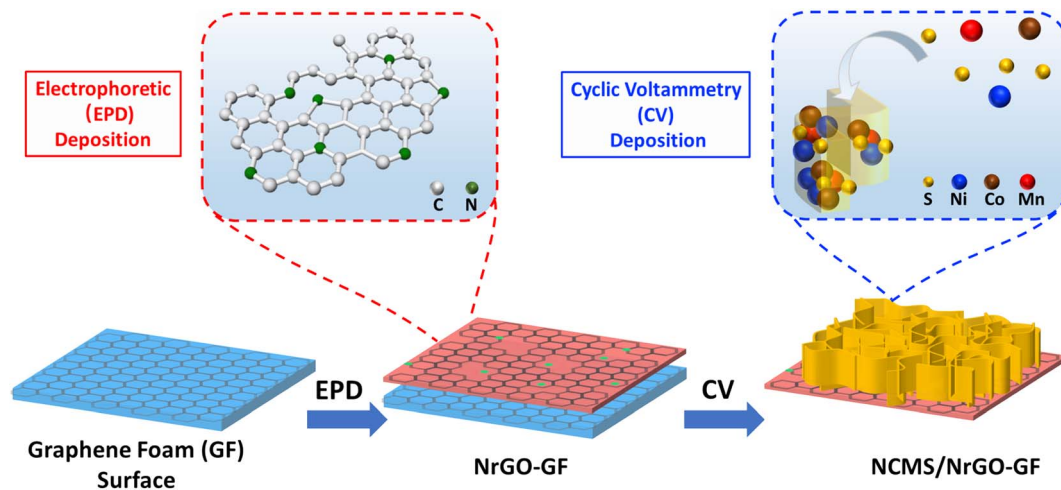 Electrophoretic
(EPD)
Deposition
C N
Cyclic Voltammetry
(CV)
Deposition
S Ni Co Mn
EPD
CV
Graphene Foam (GF)
Surface
NrGO-GF
NCMS/NrGO-GF